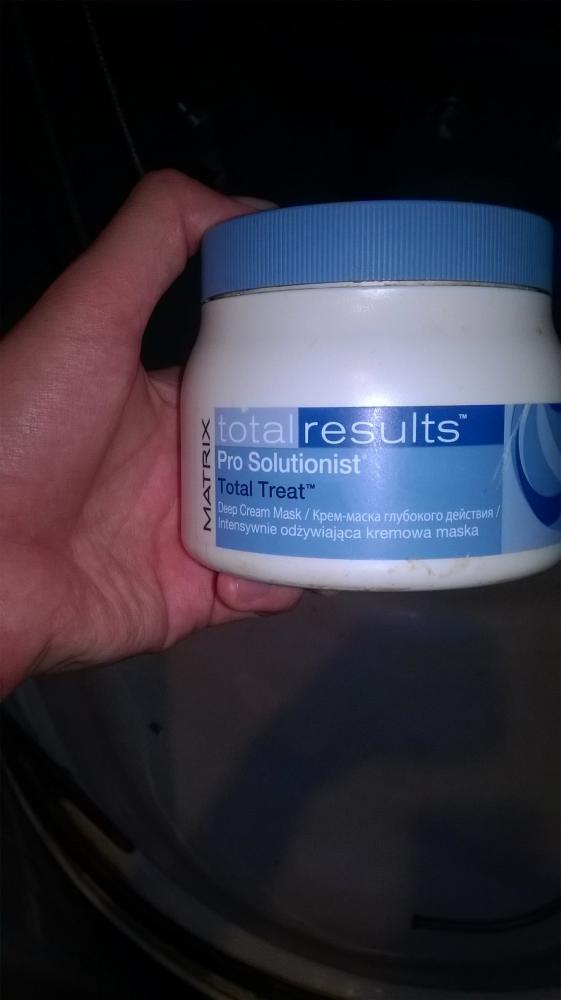 MATRIX
total results™
Pro Solutionist®
Total Treat™
Deep Cream Mask / Крем-маска глубокого действия /
Intensywnie odżywiająca kremowa maska